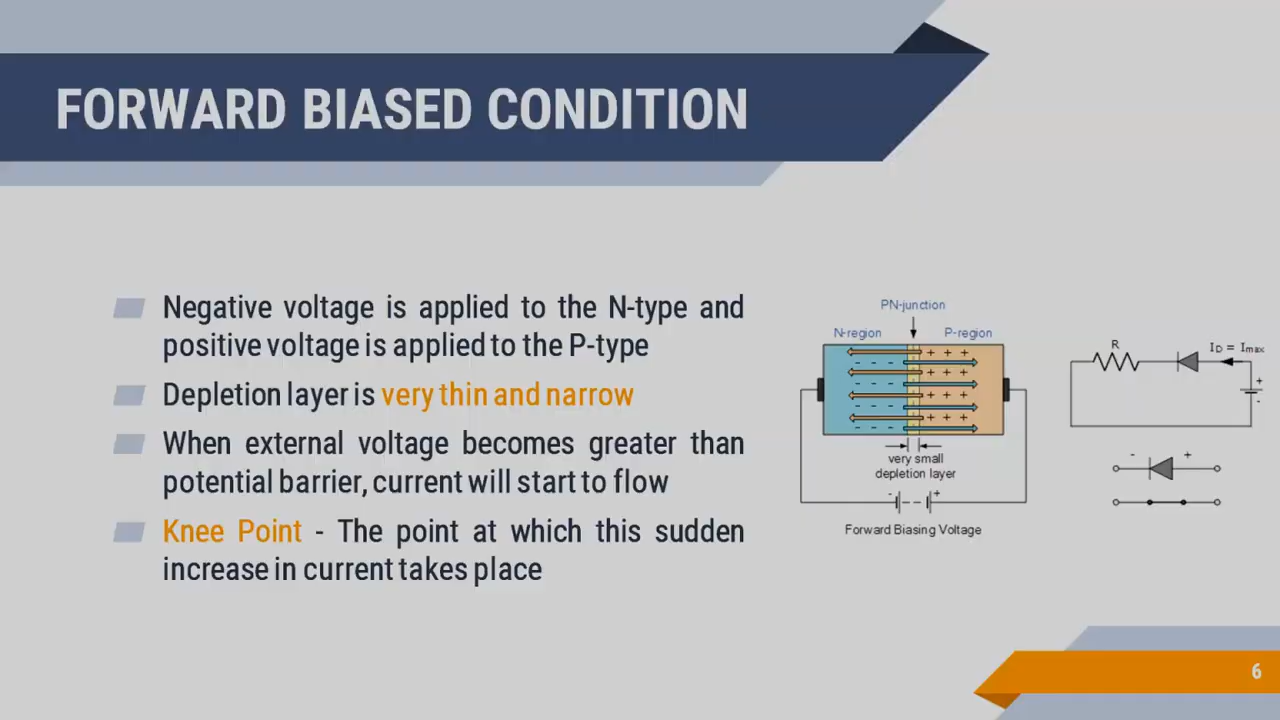 FORWARD BIASED CONDITION
Negative voltage is applied to the N-type and
positive voltage is applied to the P-type
Depletion layer is very thin and narrow
When external voltage becomes greater than
potential barrier, current will start to flow
Knee Point - The point at which this sudden
increase in current takes place
PN-junction
N-region P-region
very small
depletion layer
- +
Forward Biasing Voltage
R
I_D = I_max
+
-
- +
6